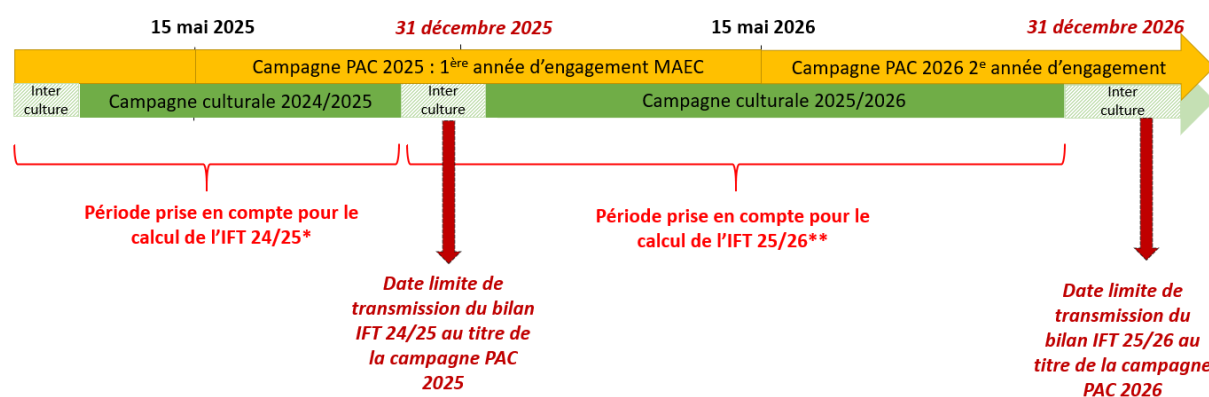 15 mai 2025
31 décembre 2025
15 mai 2026
31 décembre 2026
Campagne PAC 2025 : 1ère année d’engagement MAEC
Campagne PAC 2026 2e année d’engagement
Inter
culture
Campagne culturale 2024/2025
Inter
culture
Campagne culturale 2025/2026
Inter
culture
Période prise en compte pour le
calcul de l’IFT 24/25*
Période prise en compte pour le
calcul de l’IFT 25/26**
Date limite de
transmission du bilan
IFT 24/25 au titre de
la campagne PAC
2025
Date limite de
transmission du
bilan IFT 25/26 au
titre de la campagne
PAC 2026